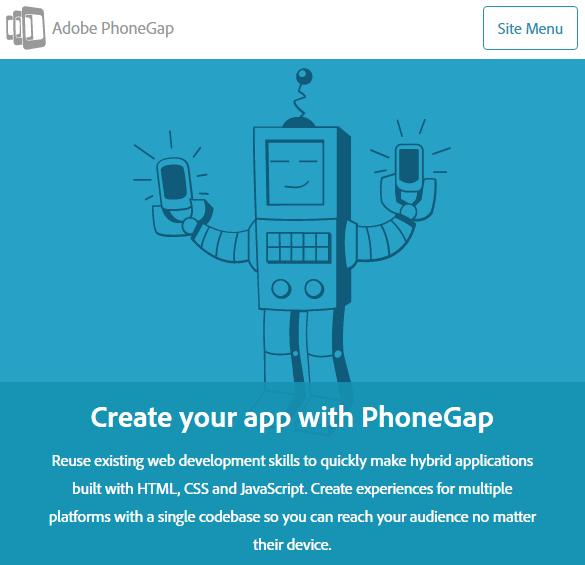 Adobe PhoneGap
Site Menu
Create your app with PhoneGap
Reuse existing web development skills to quickly make hybrid applications
built with HTML, CSS and JavaScript. Create experiences for multiple
platforms with a single codebase so you can reach your audience no matter
their device.